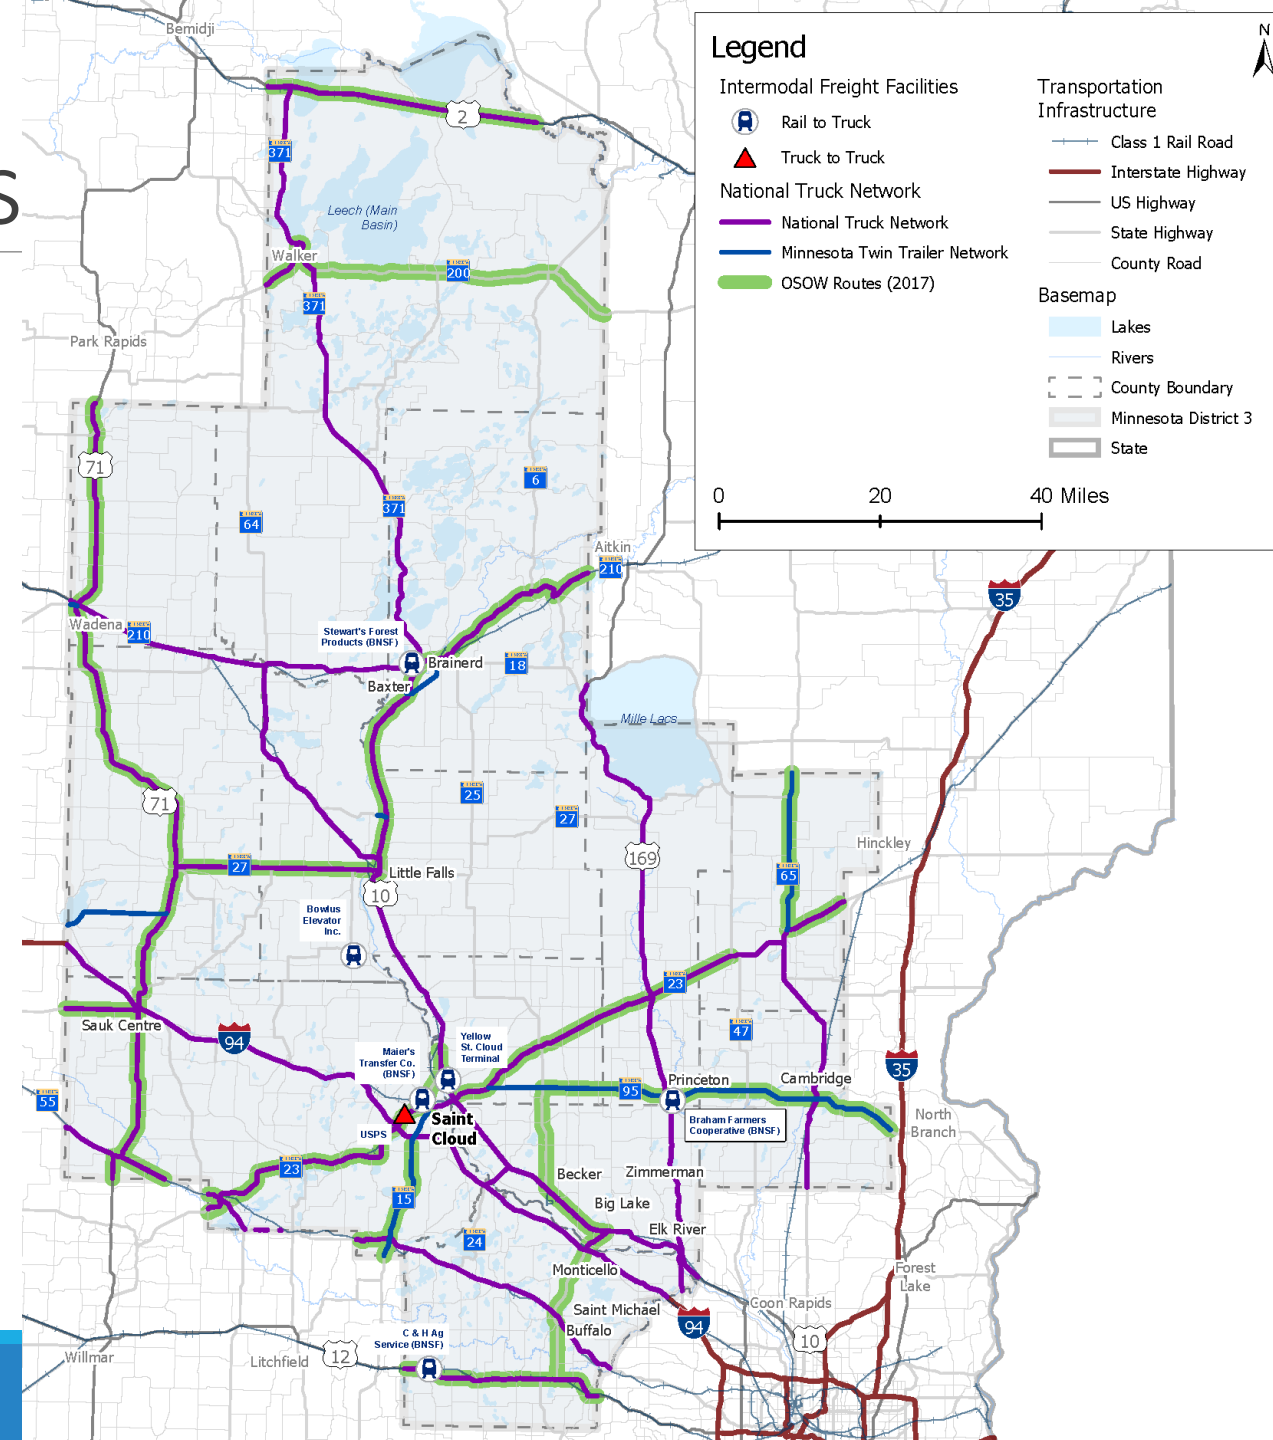 S
Legend
Intermodal Freight Facilities
Rail to Truck
Truck to Truck
National Truck Network
National Truck Network
Minnesota Twin Trailer Network
OSOW Routes (2017)
Transportation
Infrastructure
Class 1 Rail Road
Interstate Highway
US Highway
State Highway
County Road
Basemap
Lakes
Rivers
County Boundary
Minnesota District 3
State
N
0 20 40 Miles
Bemidji
2
371
Leech (Main
Basin)
Walker
200
371
Park Rapids
71
6
371
64
Aitkin
210
Wadena
210
Stewart's Forest
Products (BNSF)
Brainerd
18
Baxter
Mille Lacs
35
71
25
27
169
Hinckley
27
Little Falls
65
10
Bowlus
Elevator
Inc.
23
Sauk Centre
94
47
Yellow
St. Cloud
Terminal
Maier's
Transfer Co.
(BNSF)
35
55
95
Princeton
Cambridge
Saint
Cloud
USPS
Braham Farmers
Cooperative (BNSF)
North
Branch
23
15
Becker
Zimmerman
Big Lake
24
Elk River
Monticello
Forest
Lake
Saint Michael
Coon Rapids
94
10
Buffalo
C & H Ag
Service (BNSF)
Willmar
Litchfield
12